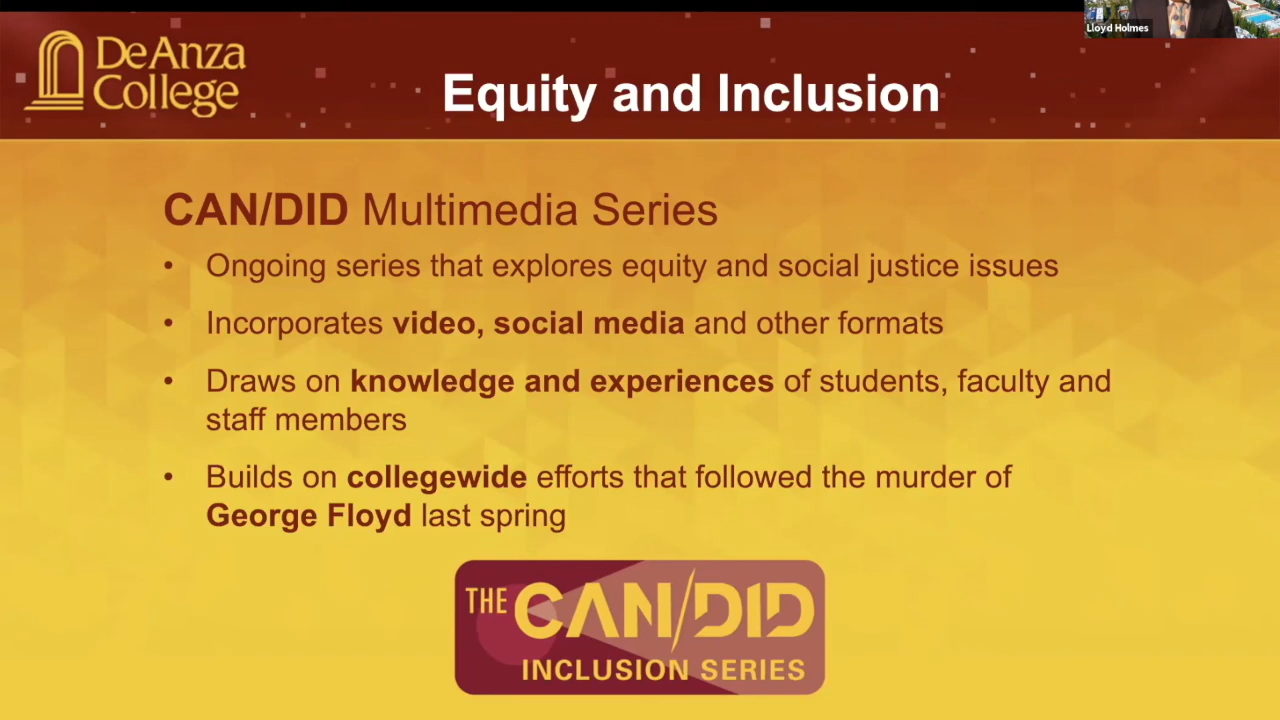 Lloyd Holmes
DeAnza
College
Equity and Inclusion
CAN/DID Multimedia Series
• Ongoing series that explores equity and social justice issues
• Incorporates video, social media and other formats
• Draws on knowledge and experiences of students, faculty and
staff members
• Builds on collegewide efforts that followed the murder of
George Floyd last spring
THE CAN/DID
INCLUSION SERIES